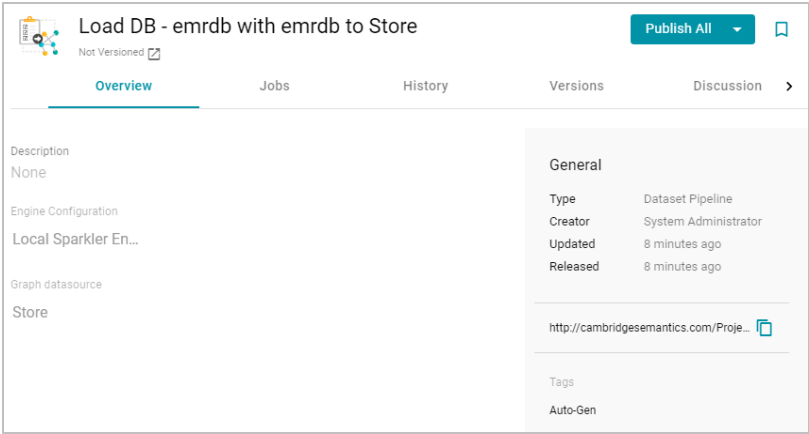 Load DB - emrdb with emrdb to Store
Publish All
Not Versioned
Overview
Jobs
History
Versions
Discussion
Description
None
Engine Configuration
Local Sparkler En...
Graph datasource
Store
General
Type Dataset Pipeline
Creator System Administrator
Updated 8 minutes ago
Released 8 minutes ago
http://cambridgesemantics.com/Proje...
Tags
Auto-Gen